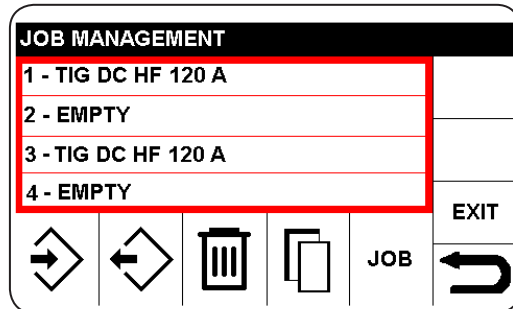 JOB MANAGEMENT
1 - TIG DC HF 120 A
2 - EMPTY
3 - TIG DC HF 120 A
4 - EMPTY
EXIT
JOB